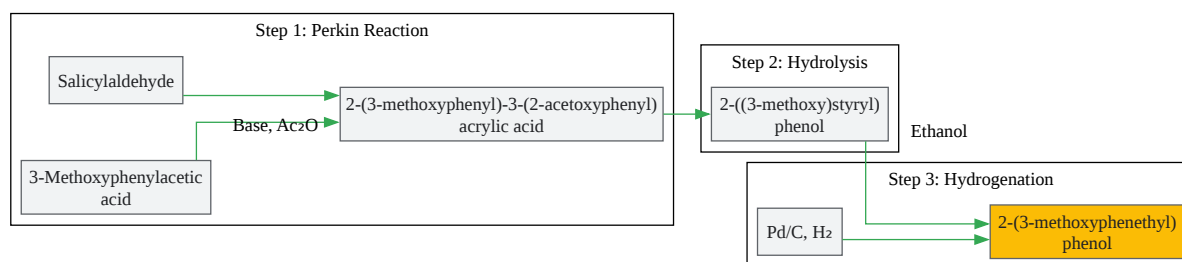 Step 1: Perkin Reaction
Salicylaldehyde
Base, Ac₂O
3-Methoxyphenylacetic
acid
2-(3-methoxyphenyl)-3-(2-acetoxyphenyl)
acrylic acid
Step 2: Hydrolysis
2-((3-methoxy)styryl)
phenol
Ethanol
Step 3: Hydrogenation
Pd/C, H₂
2-(3-methoxyphenethyl)
phenol